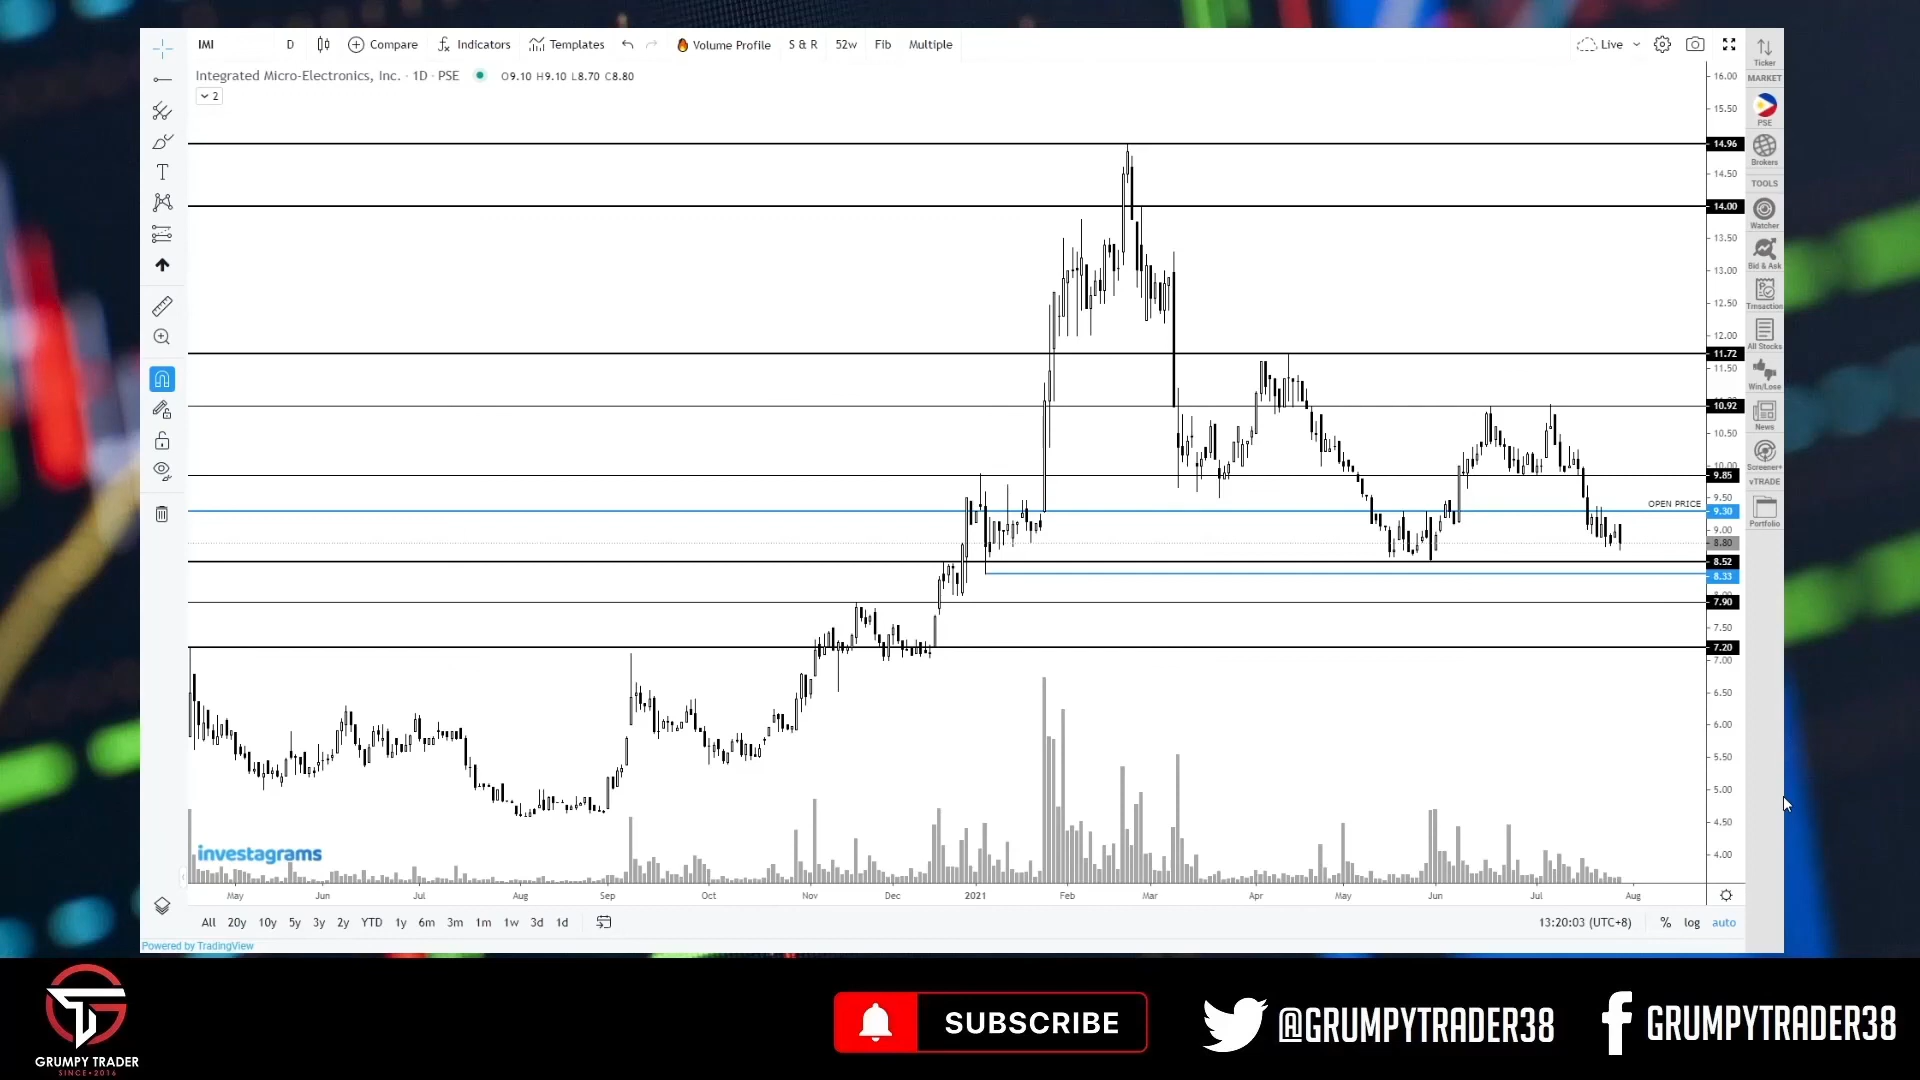 IMI
D
Compare
Indicators
Templates
Volume Profile
S & R
52w
Fib
Multiple
Live
Integrated Micro-Electronics, Inc. · 1D · PSE
O9.10 H9.10 L8.70 C8.80
2
T
16.00
15.50
14.96
14.50
14.00
13.50
13.00
12.50
12.00
11.72
11.50
10.92
10.50
10.00
9.85
9.50
OPEN PRICE
9.30
9.00
8.80
8.52
8.33
8.00
7.90
7.50
7.20
7.00
6.50
6.00
5.50
5.00
4.50
4.00
Ticker
MARKET
PSE
Brokers
TOOLS
Watcher
Bid & Ask
Trnsaction
All Stocks
Win/Lose
News
Screener+
vTRADE
Portfolio
investagrams
May
Jun
Jul
Aug
Sep
Oct
Nov
Dec
2021
Feb
Mar
Apr
May
Jun
Jul
Aug
All
20y
10y
5y
3y
2y
YTD
1y
6m
3m
1m
1w
3d
1d
13:20:03 (UTC+8)
%
log
auto
Powered by TradingView
GRUMPY TRADER
SINCE•2016
SUBSCRIBE
@GRUMPYTRADER38
GRUMPYTRADER38